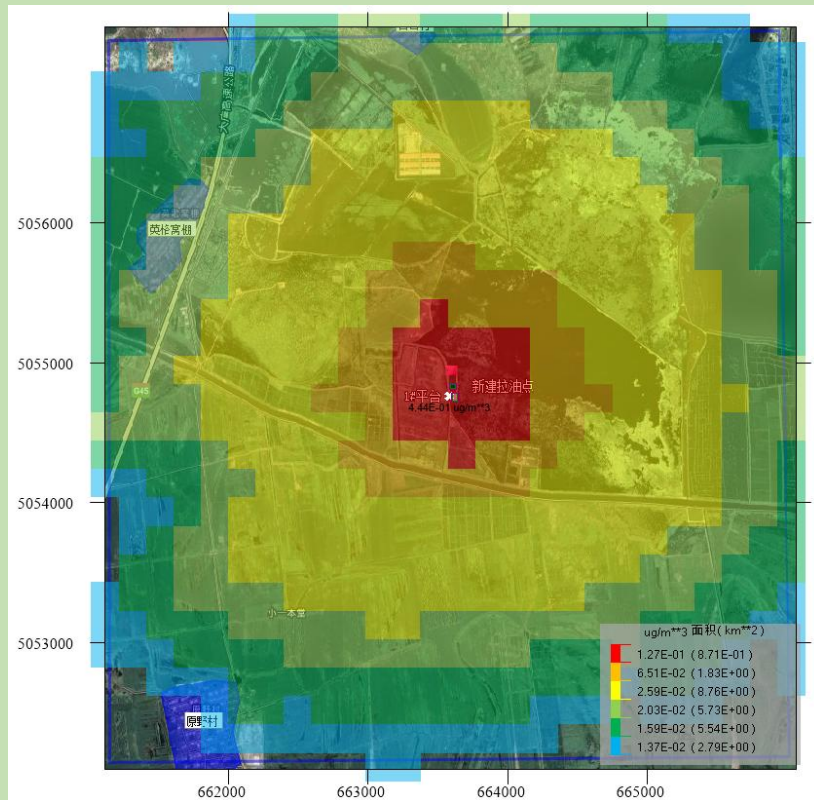 大广高速公路
5056000
英格窝棚
5055000
新建拉油点
1#平台
4.44E-01 ug/m**3
G45
5054000
小一本堂
5053000
ug/m**3 面积(km**2)
1.27E-01 (8.71E-01)
6.51E-02 (1.83E+00)
2.59E-02 (8.76E+00)
2.03E-02 (5.73E+00)
1.59E-02 (5.54E+00)
1.37E-02 (2.79E+00)
原野村
662000
663000
664000
665000